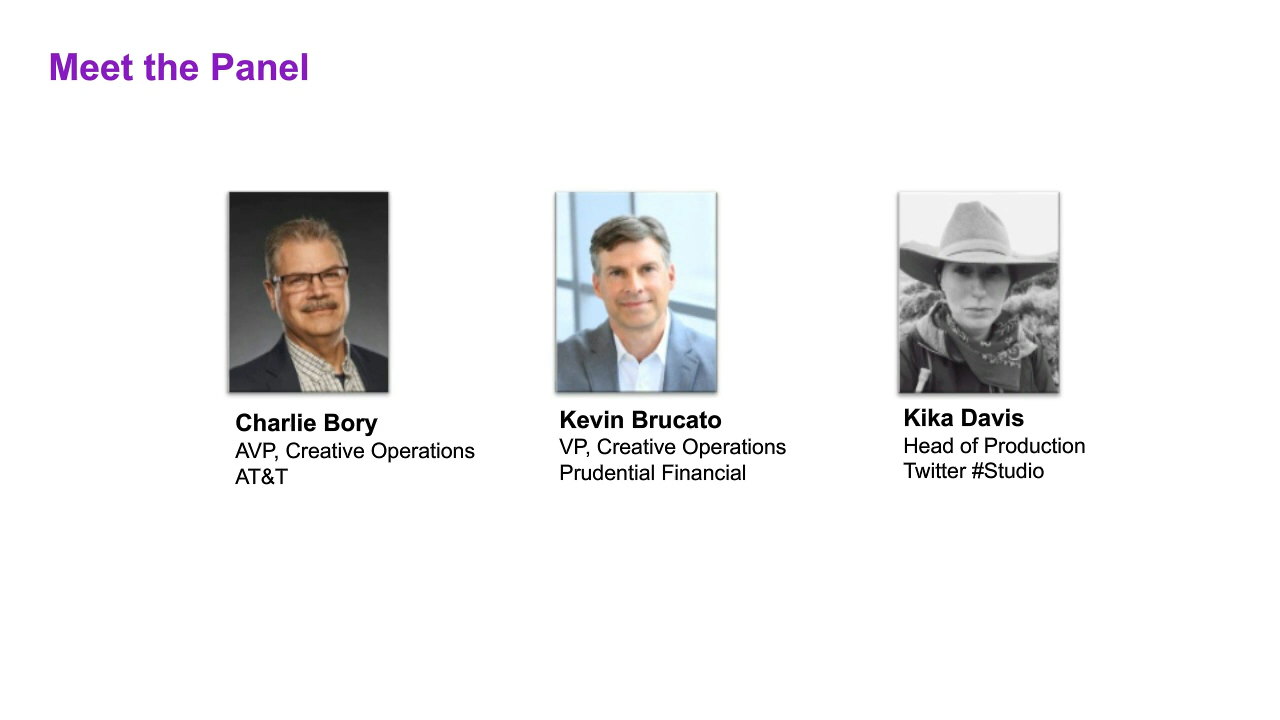 Meet the Panel
Charlie Bory
AVP, Creative Operations
AT&T
Kevin Brucato
VP, Creative Operations
Prudential Financial
Kika Davis
Head of Production
Twitter #Studio